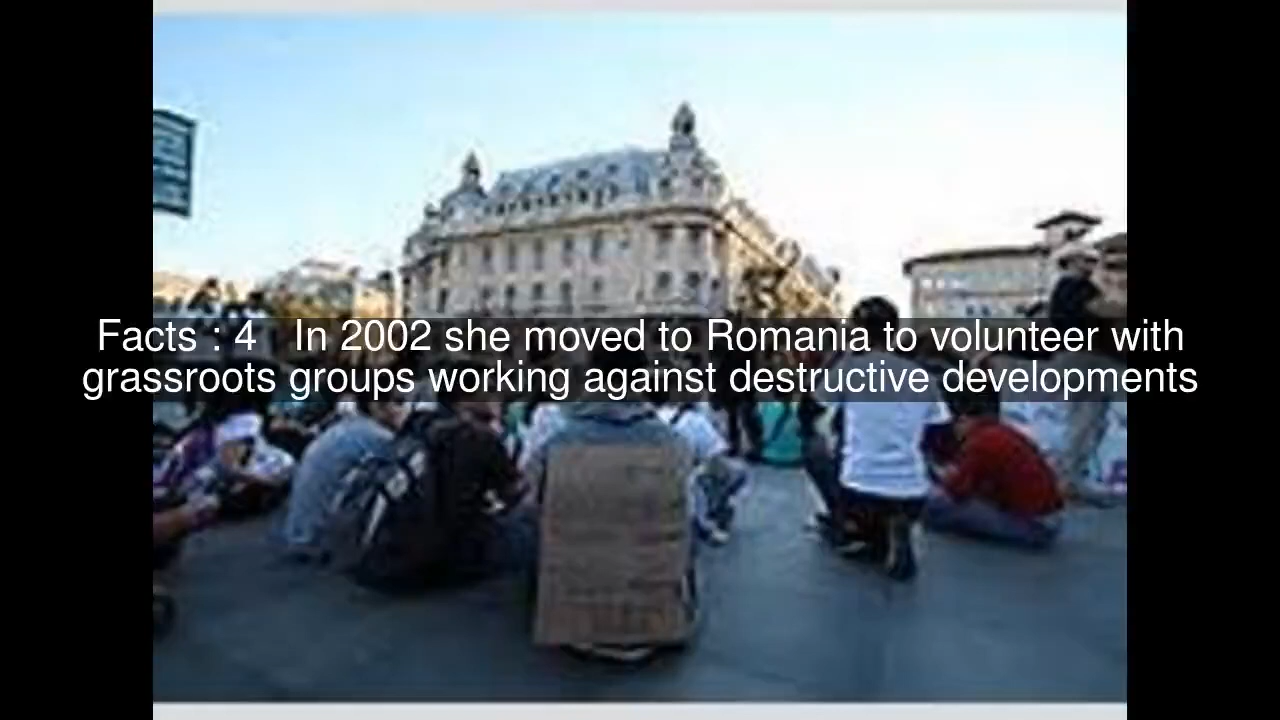 Facts : 4 In 2002 she moved to Romania to volunteer with
grassroots groups working against destructive developments